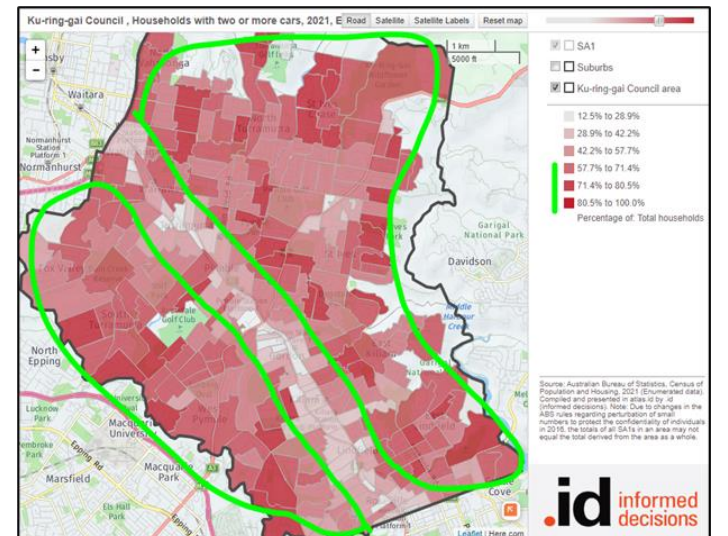 Ku-ring-gai Council , Households with two or more cars, 2021, E
Road
Satellite
Satellite Labels
Reset map
+
-
1 km
5000 ft
SA1
Suburbs
Ku-ring-gai Council area
12.5% to 28.9%
28.9% to 42.2%
42.2% to 57.7%
57.7% to 71.4%
71.4% to 80.5%
80.5% to 100.0%
Percentage of: Total households
Waitara
Normanhurst
Station
Platform 1
Normanhurst
North
Turramurra
Garigal
National Park
Davidson
Middle
Harbour
Creek
Golf Club
North
Epping
Lucknow
Park
Macquarie
University
Macquarie
Park
Marsfield
Epping Rd
Els Hall
Park
Epping
Cove
Leaflet | Here.com
Source: Australian Bureau of Statistics, Census of
Population and Housing, 2021 (Enumerated data).
Compiled and presented in atlas.id by .id
(informed decisions). Note: Due to changes in the
ABS rules regarding perturbation of small
numbers to protect the confidentiality of individuals
in 2016, the totals of all SA1s in an area may not
equal the total derived from the area as a whole.
.id informed
decisions